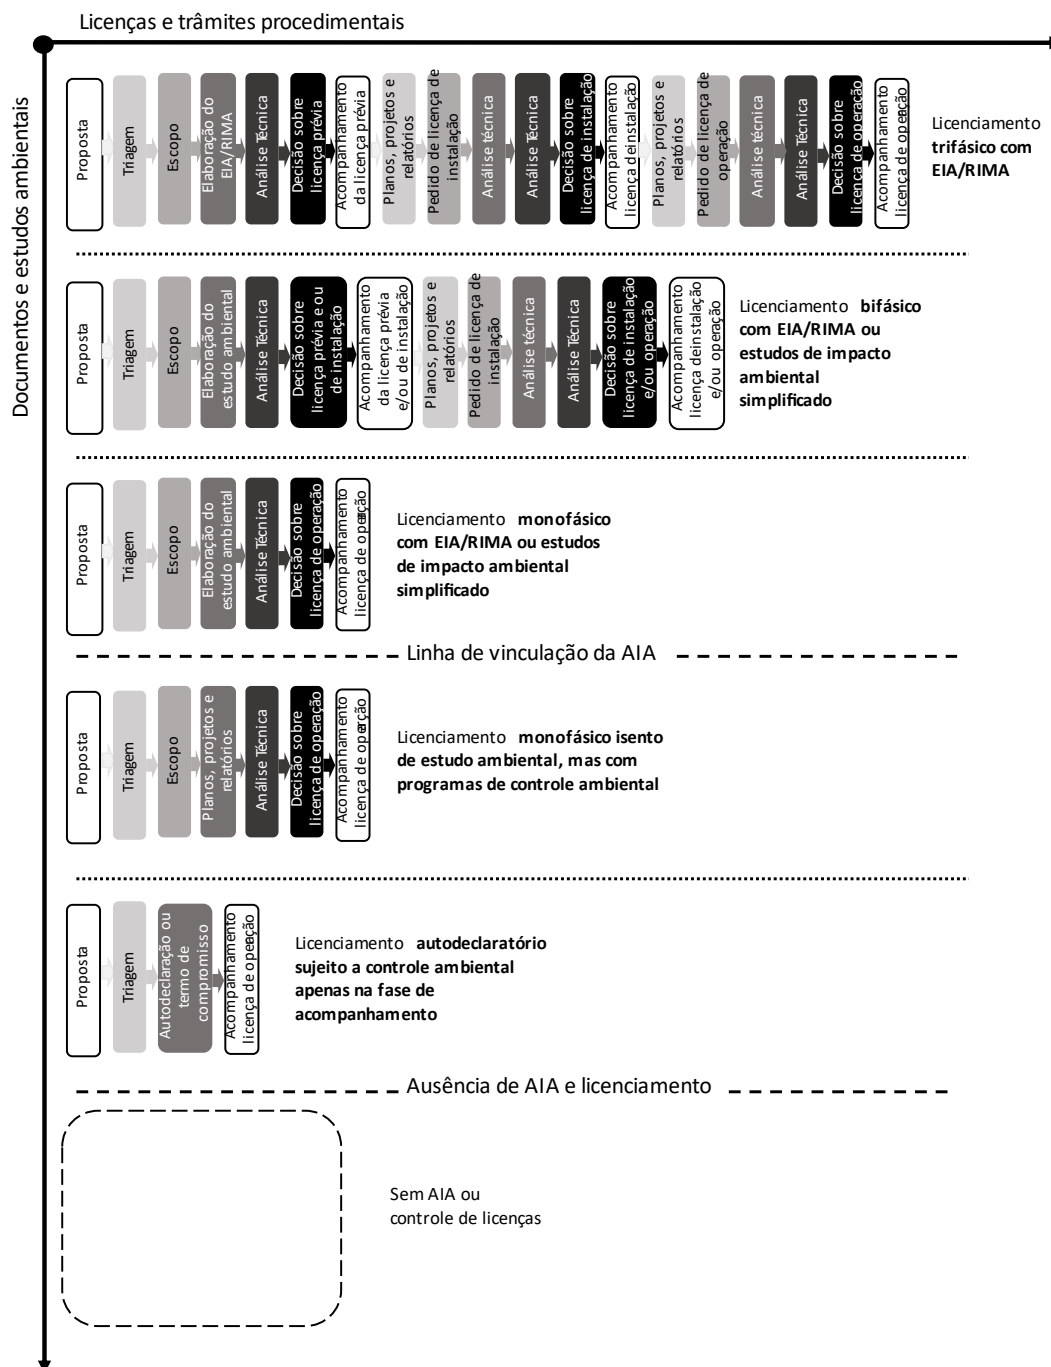 Licenças e trâmites procedimentais
Documentos e estudos ambientais
Proposta
Triagem
Escopo
Elaboração do
EIA/RIMA
Análise Técnica
Decisão sobre
licença prévia
Acompanhamento
da licença prévia
Planos, projetos e
relatórios
Pedido de licença de
instalação
Análise técnica
Análise Técnica
Decisão sobre
licença de instalação
Acompanhamento
licença deinstalação
Planos, projetos e
relatórios
Pedido de licença de
operação
Análise técnica
Análise Técnica
Decisão sobre
licença de operação
Acompanhamento
licença de operação
Licenciamento
trifásico com
EIA/RIMA
Proposta
Triagem
Escopo
Elaboração do
estudo ambiental
Análise Técnica
Decisão sobre
licença prévia e ou
de instalação
Acompanhamento
da licença prévia
e/ou de instalação
Planos, projetos e
relatórios
Pedido de licença de
instalação
Análise técnica
Análise Técnica
Decisão sobre
licença de instalação
e/ou operação
Acompanhamento
licença deinstalação
e/ou operação
Licenciamento bifásico
com EIA/RIMA ou
estudos de impacto
ambiental
simplificado
Proposta
Triagem
Escopo
Elaboração do
estudo ambiental
Análise Técnica
Decisão sobre
licença de operação
Acompanhamento
licença de operação
Licenciamento monofásico
com EIA/RIMA ou estudos
de impacto ambiental
simplificado
Linha de vinculação da AIA
Proposta
Triagem
Escopo
Planos, projetos e
relatórios
Análise Técnica
Decisão sobre
licença de operação
Acompanhamento
licença de operção
Licenciamento monofásico isento
de estudo ambiental, mas com
programas de controle ambiental
Proposta
Triagem
Autodeclaração ou
termo de
compromisso
Acompanhamento
licença de operação
Licenciamento autodeclaratório
sujeito a controle ambiental
apenas na fase de
acompanhamento
Ausência de AIA e licenciamento
Sem AIA ou
controle de licenças